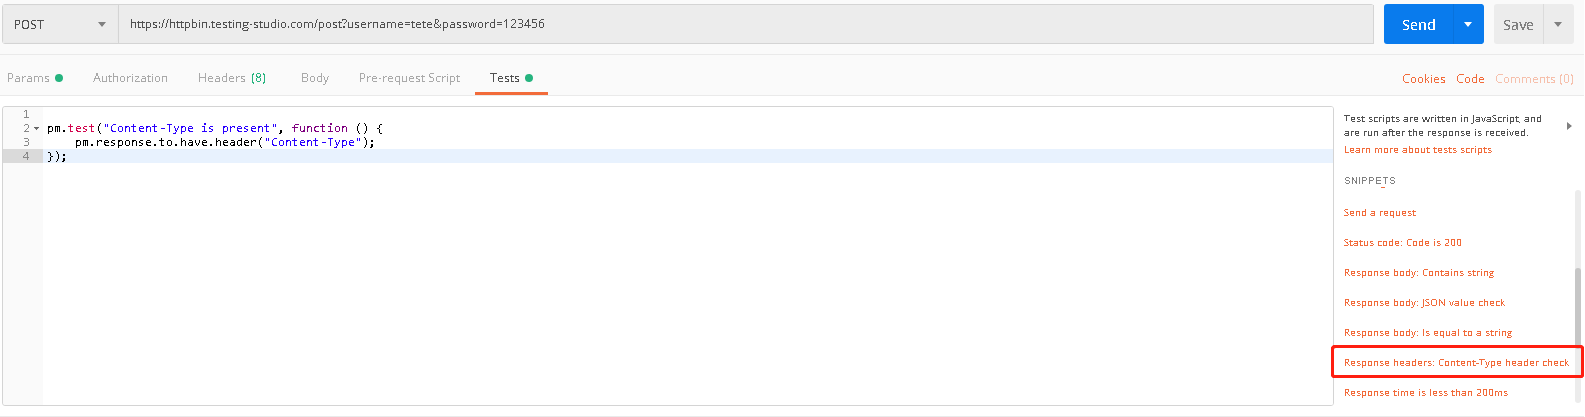 POST
https://httpbin.testing-studio.com/post?username=tete&password=123456
Send
Save
Params
Authorization
Headers (8)
Body
Pre-request Script
Tests
Cookies
Code
Comments (0)
1
2
pm.test("Content-Type is present", function () {
3
pm.response.to.have.header("Content-Type");
4
});
Test scripts are written in JavaScript, and
are run after the response is received.
Learn more about tests scripts
SNIPPETS
Send a request
Status code: Code is 200
Response body: Contains string
Response body: JSON value check
Response body: Is equal to a string
Response headers: Content-Type header check
Response time is less than 200ms